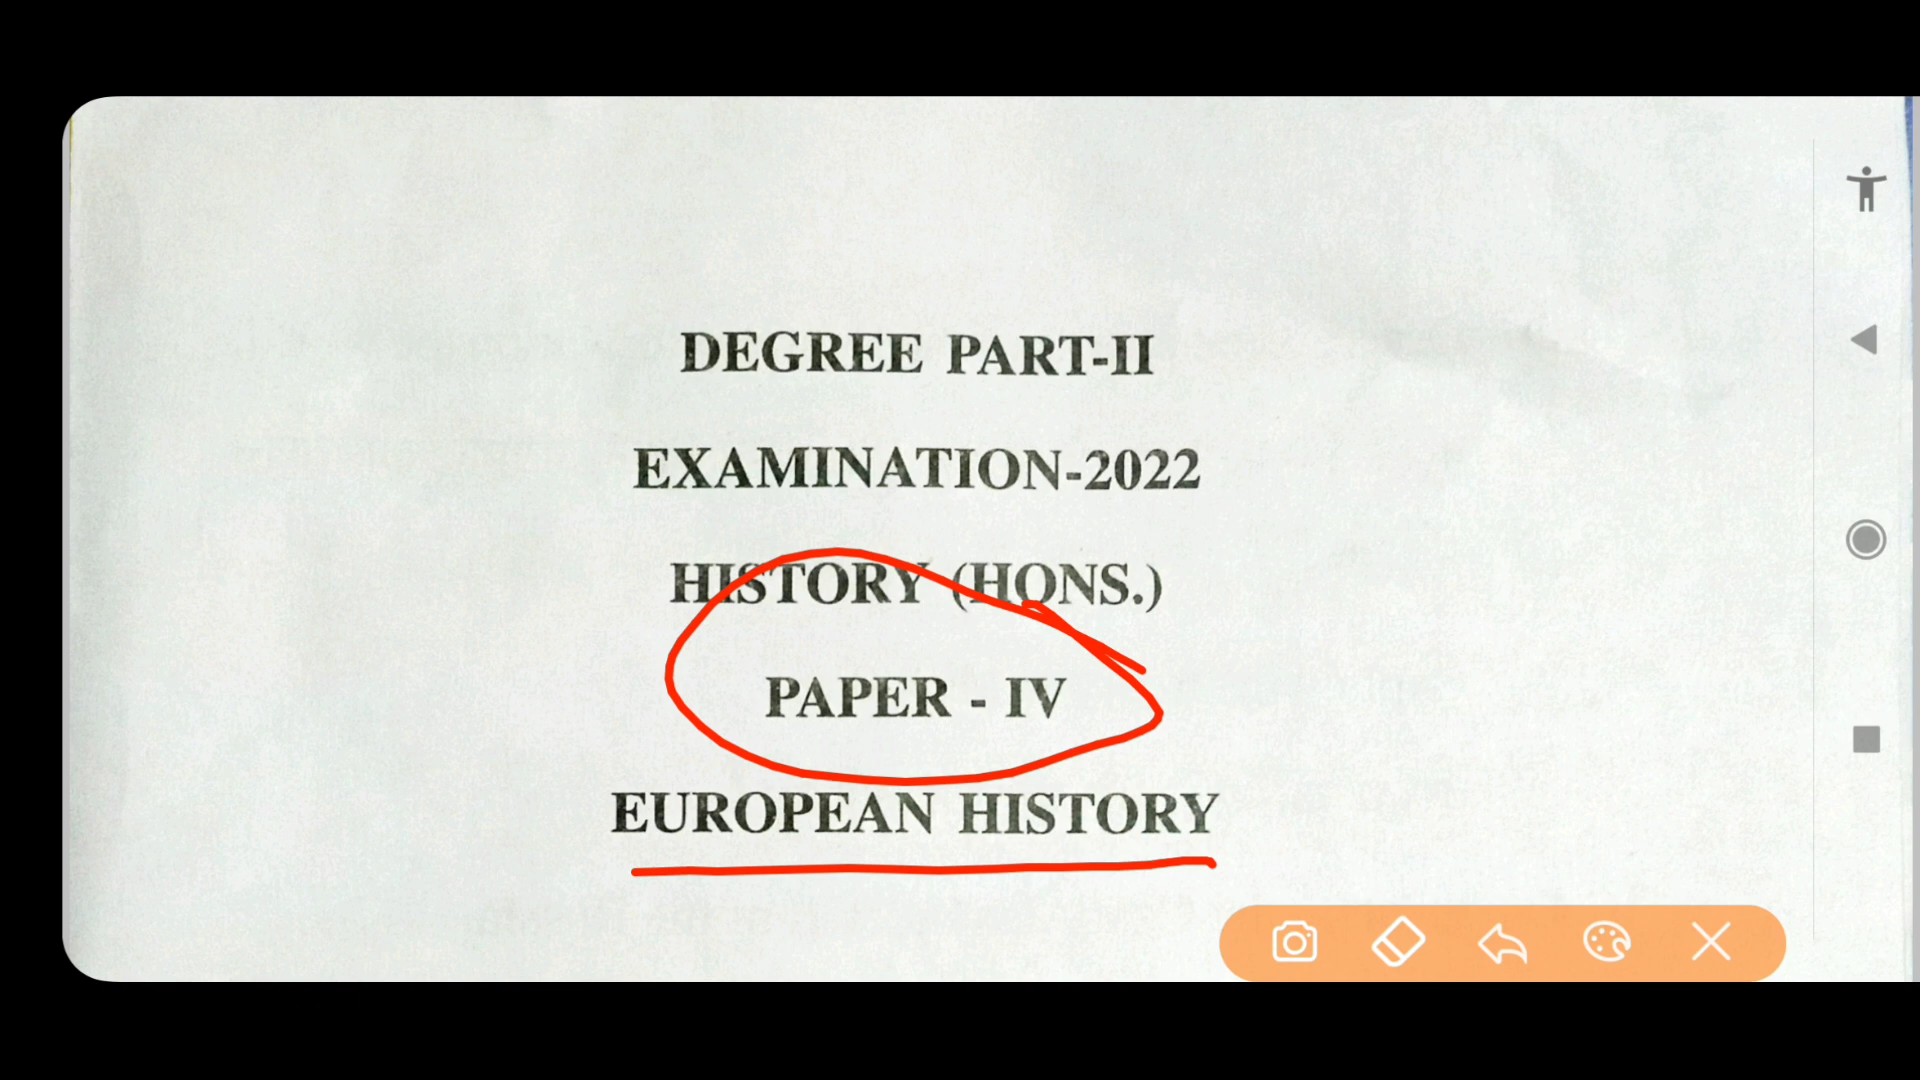 DEGREE PART-II
EXAMINATION-2022
HISTORY (HONS.)
PAPER - IV
EUROPEAN HISTORY